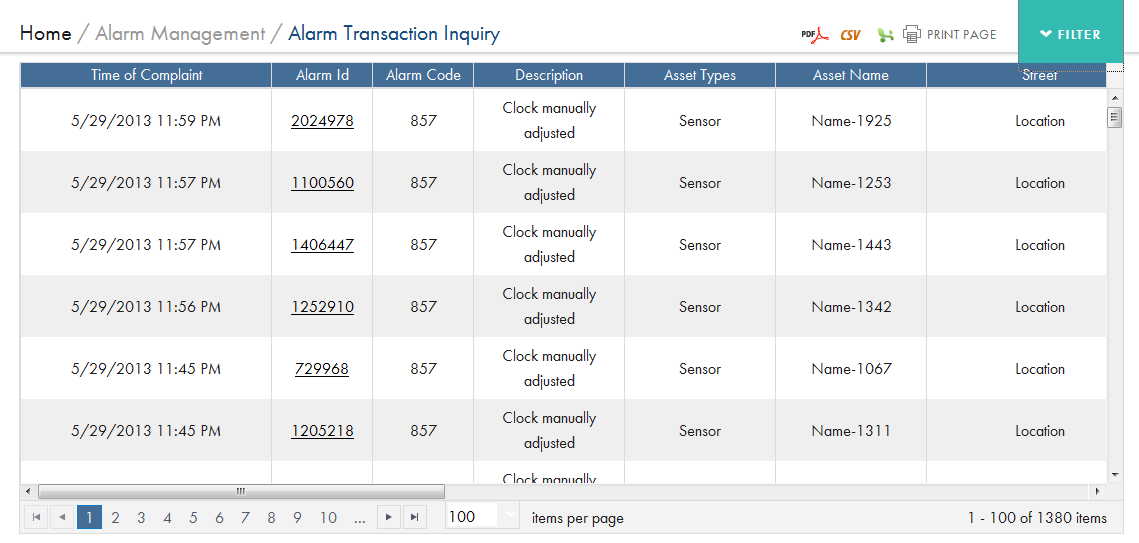 Home / Alarm Management / Alarm Transaction Inquiry
PDF CSV PRINT PAGE FILTER
Time of Complaint Alarm Id Alarm Code Description Asset Types Asset Name Street
5/29/2013 11:59 PM 2024978 857 Clock manually adjusted Sensor Name-1925 Location
5/29/2013 11:57 PM 1100560 857 Clock manually adjusted Sensor Name-1253 Location
5/29/2013 11:57 PM 1406447 857 Clock manually adjusted Sensor Name-1443 Location
5/29/2013 11:56 PM 1252910 857 Clock manually adjusted Sensor Name-1342 Location
5/29/2013 11:45 PM 729968 857 Clock manually adjusted Sensor Name-1067 Location
5/29/2013 11:45 PM 1205218 857 Clock manually adjusted Sensor Name-1311 Location
Clock manually
1 2 3 4 5 6 7 8 9 10 ... 100 items per page 1 - 100 of 1380 items